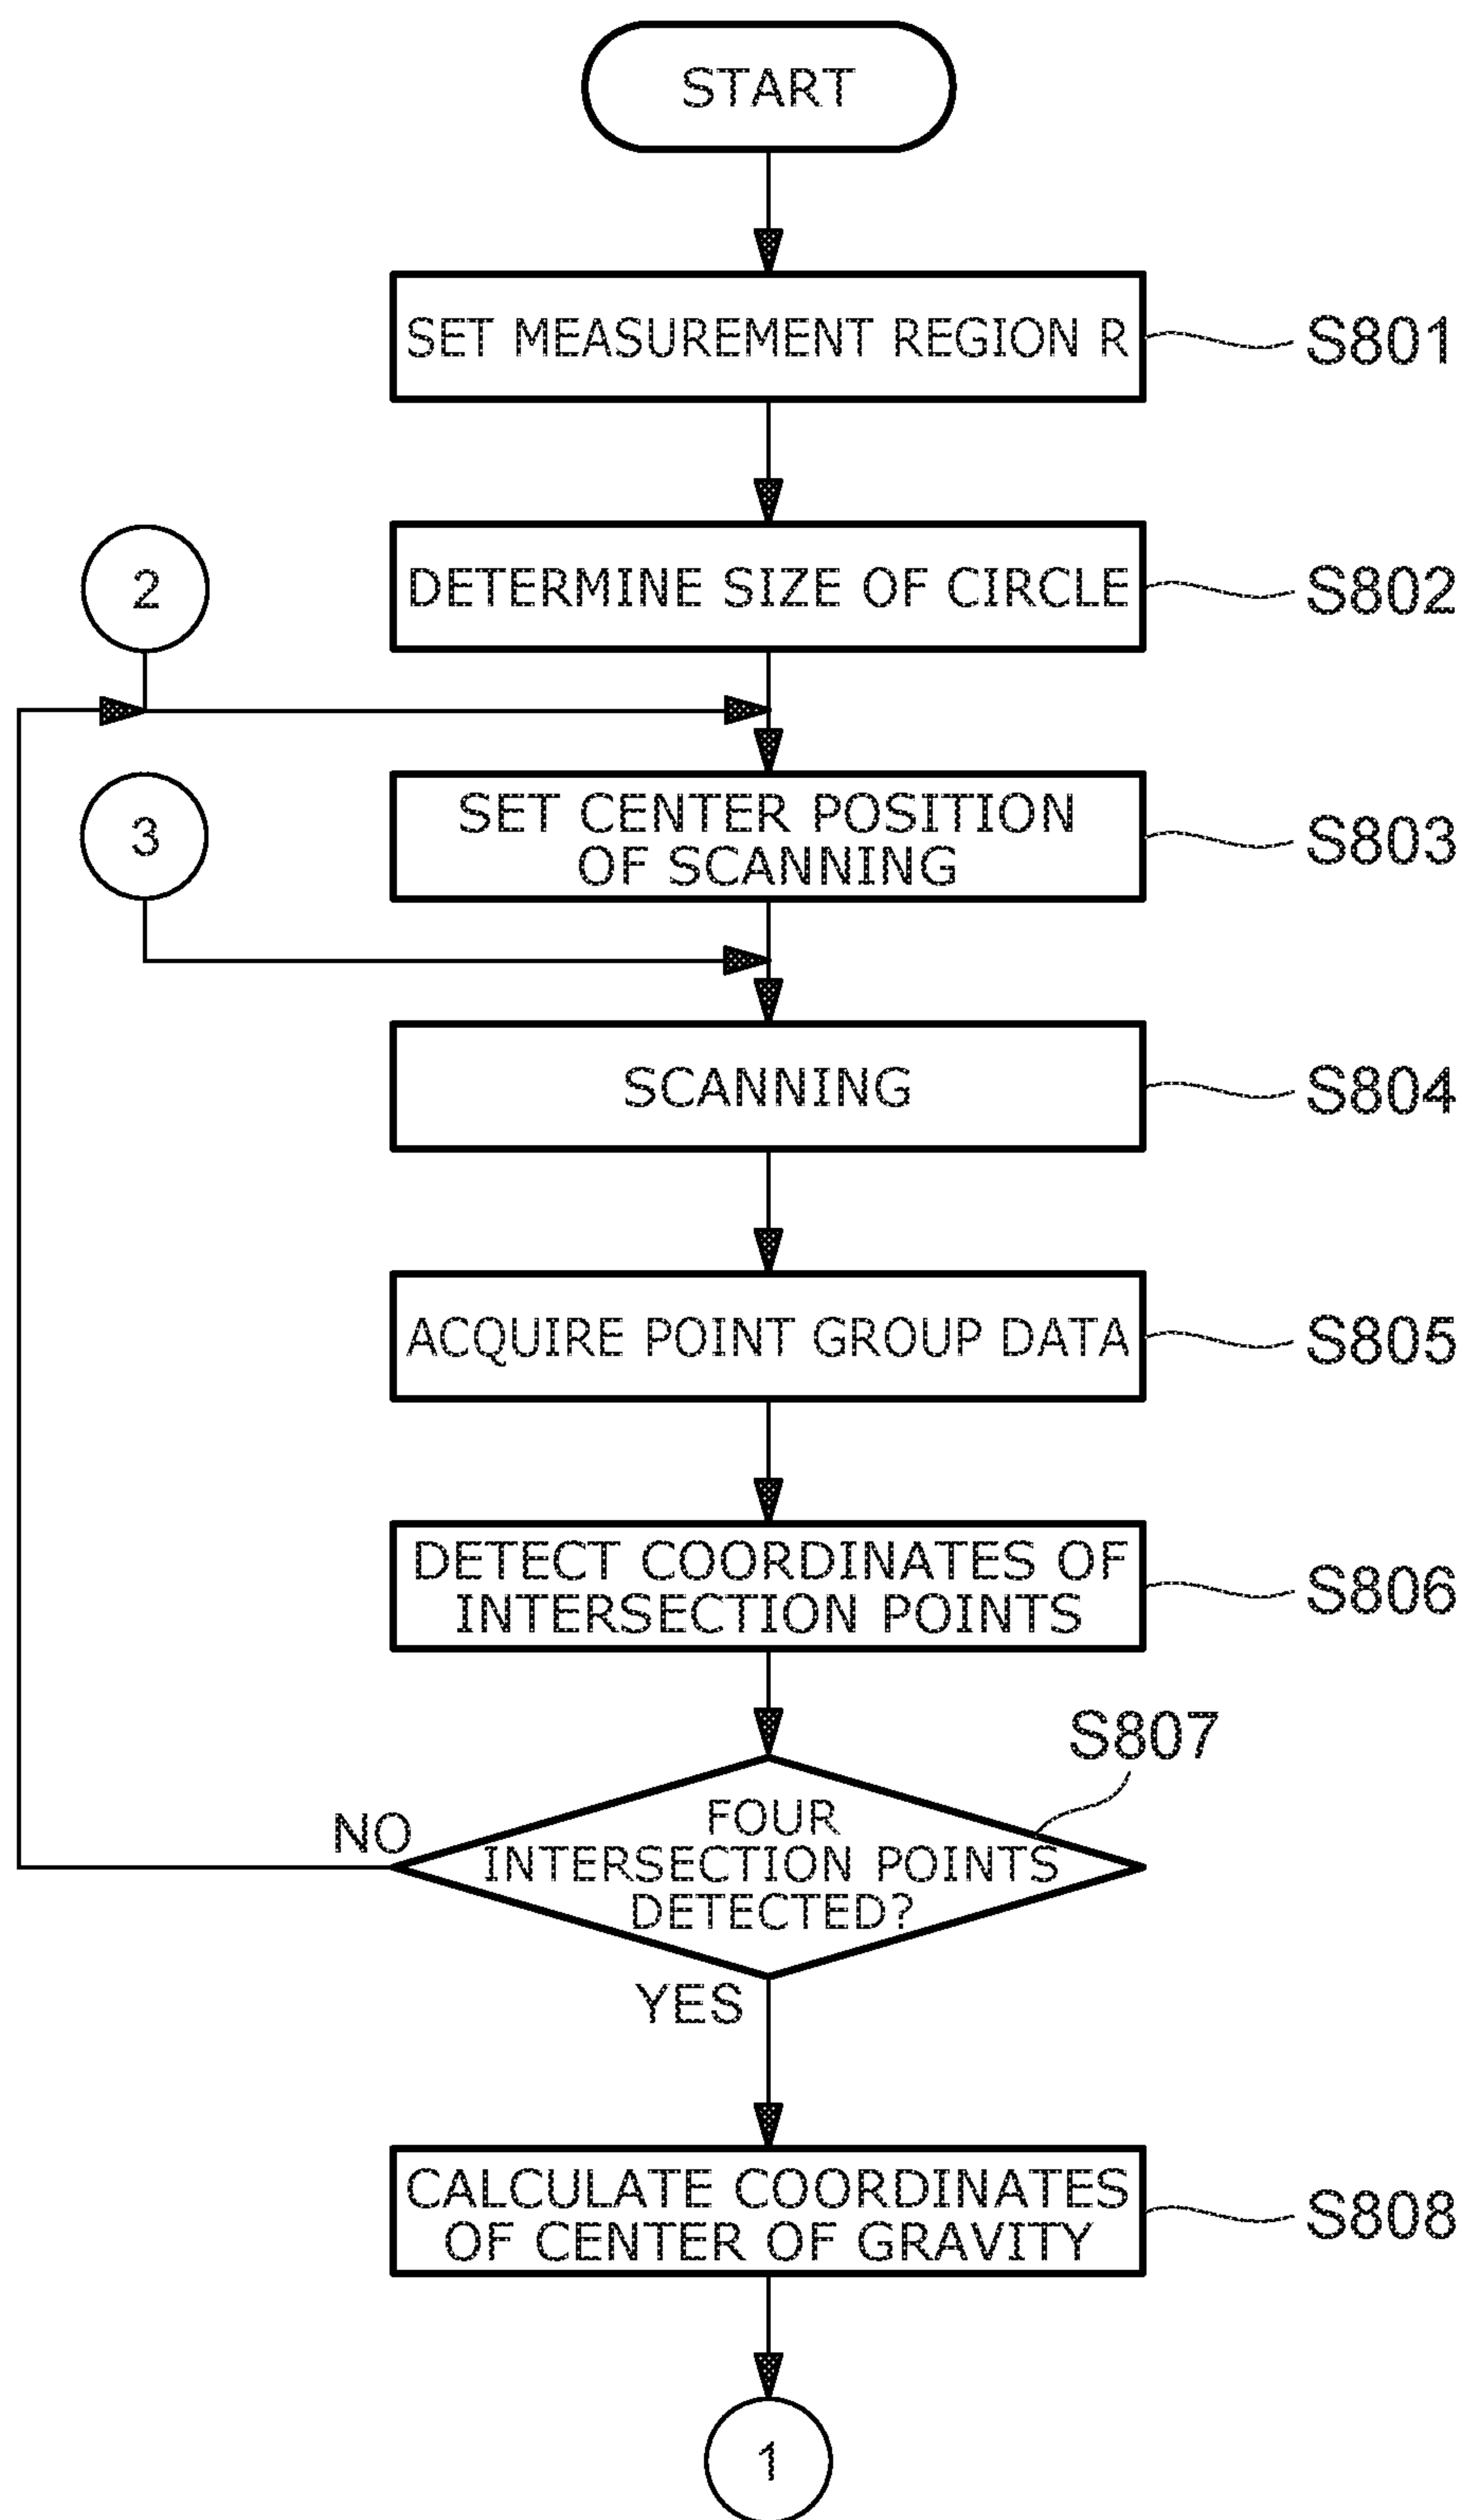 START
SET MEASUREMENT REGION R
S801
DETERMINE SIZE OF CIRCLE
S802
2
SET CENTER POSITION
OF SCANNING
S803
3
SCANNING
S804
ACQUIRE POINT GROUP DATA
S805
DETECT COORDINATES OF
INTERSECTION POINTS
S806
S807
FOUR
INTERSECTION POINTS
DETECTED?
NO
YES
CALCULATE COORDINATES
OF CENTER OF GRAVITY
S808
1